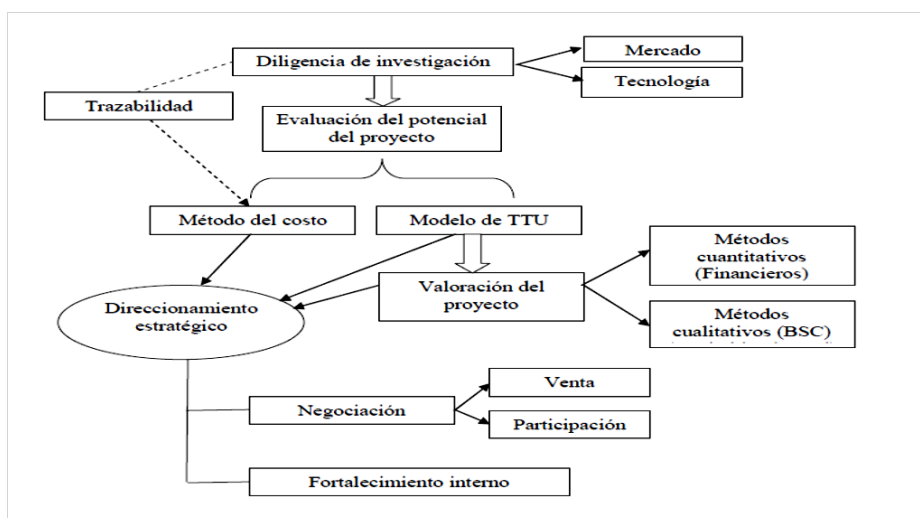 Diligencia de investigación
Mercado
Tecnología
Trazabilidad
Evaluación del potencial
del proyecto
Método del costo
Modelo de TTU
Métodos
cuantitativos
(Financieros)
Valoración del
proyecto
Direccionamiento
estratégico
Métodos
cualitativos (BSC)
Venta
Negociación
Participación
Fortalecimiento interno